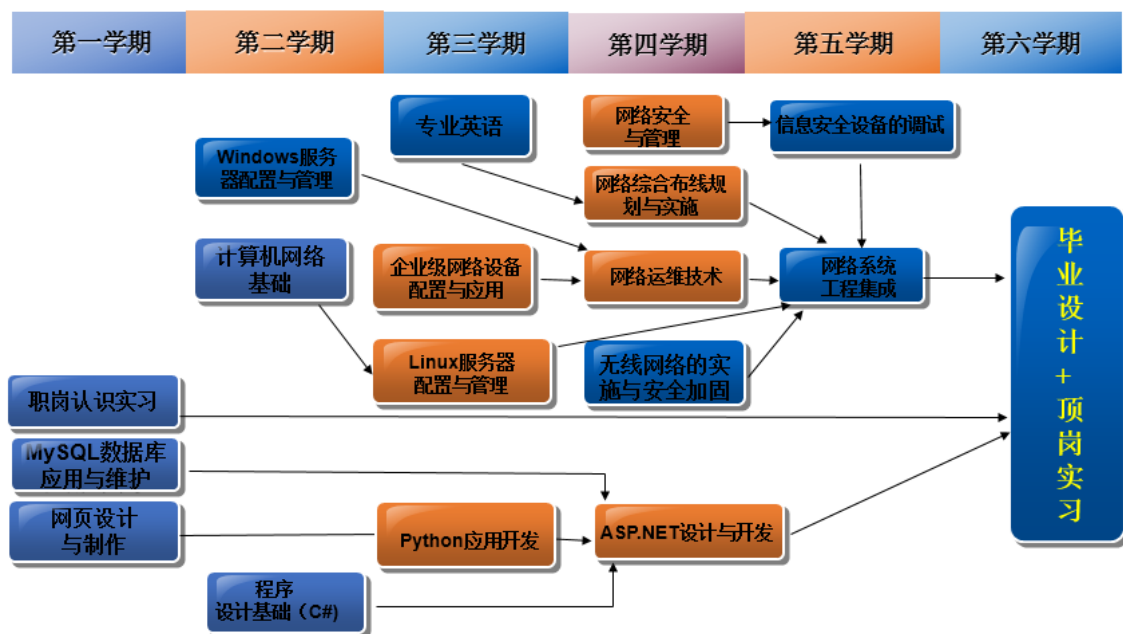 第一学期
第二学期
第三学期
第四学期
第五学期
第六学期
专业英语
网络安全
与管理
信息安全设备的调试
Windows服务
器配置与管理
网络综合布线规
划与实施
计算机网络
基础
企业级网络设备
配置与应用
网络运维技术
网络系统
工程集成
Linux服务器
配置与管理
无线网络的实
施与安全加固
职岗认识实习
MySQL数据库
应用与维护
网页设计
与制作
Python应用开发
ASP.NET设计与开发
程序
设计基础（C#)
毕业设计+顶岗实习